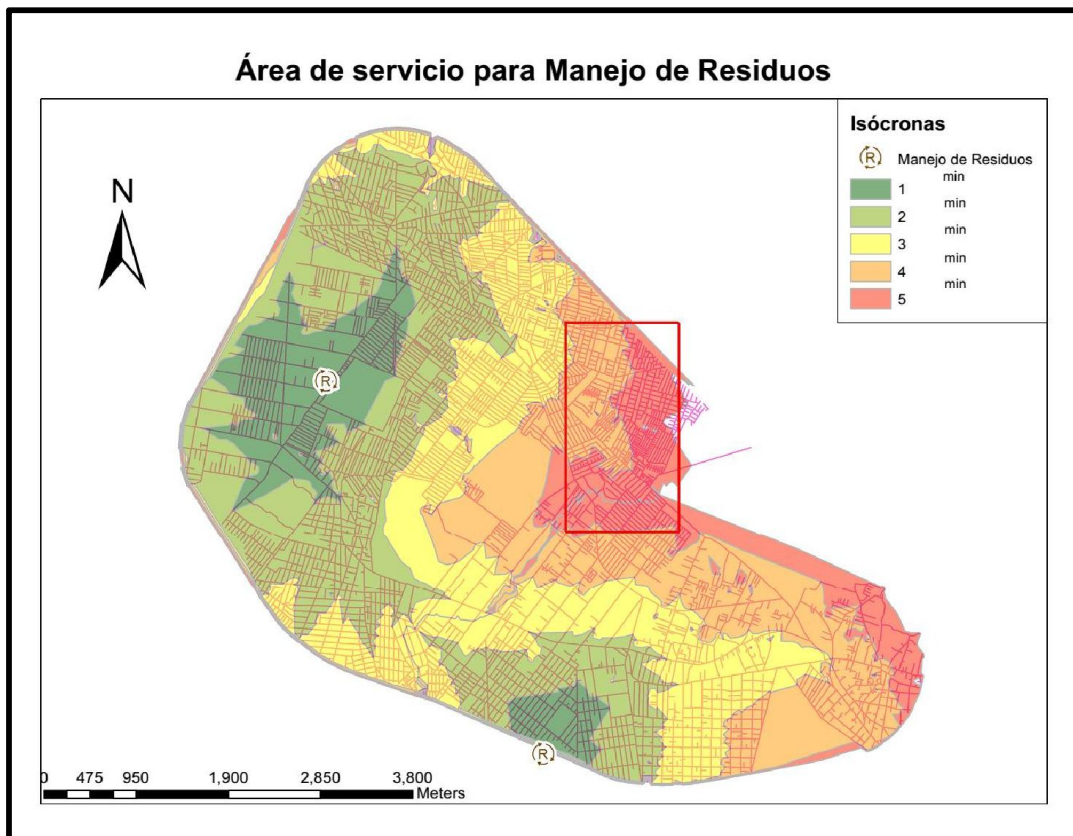 Área de servicio para Manejo de Residuos
Isócronas
R Manejo de Residuos
min
1
min
2
min
3
min
4
min
5
N
R
R
0 475 950 1,900 2,850 3,800
Meters